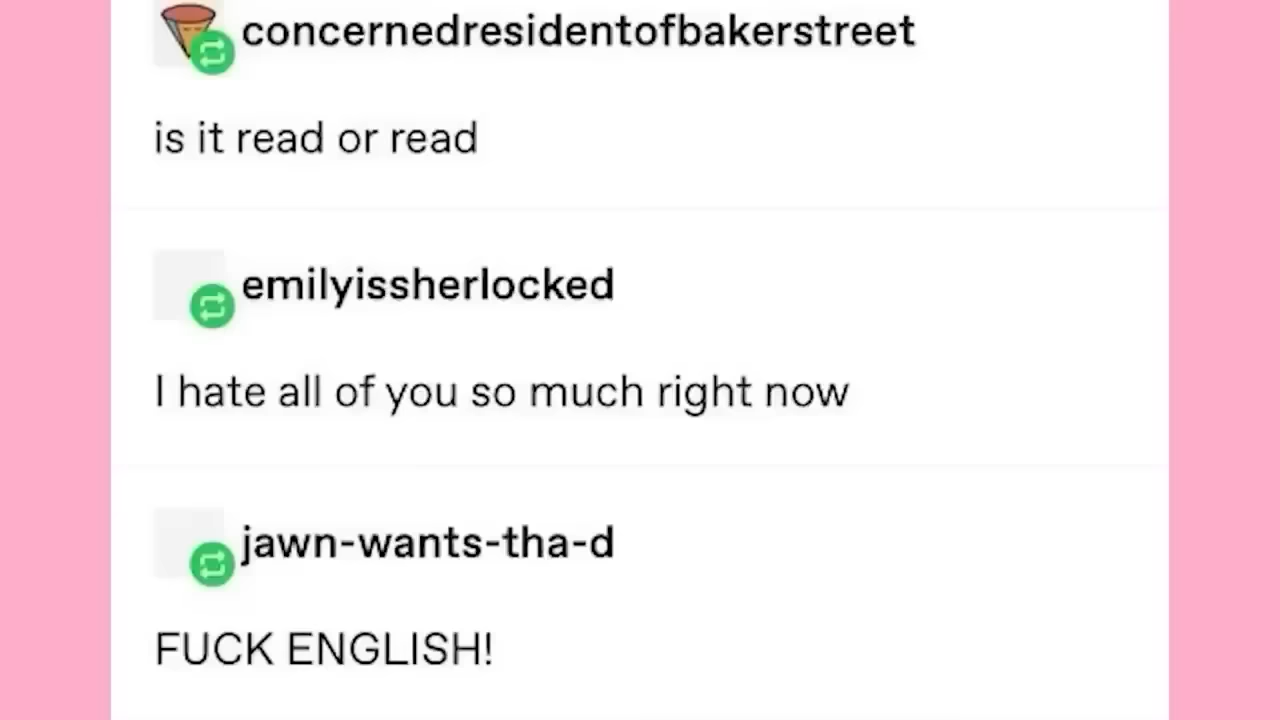 concernedresidentofbakerstreet
is it read or read
emilyissherlocked
I hate all of you so much right now
jawn-wants-tha-d
FUCK ENGLISH!